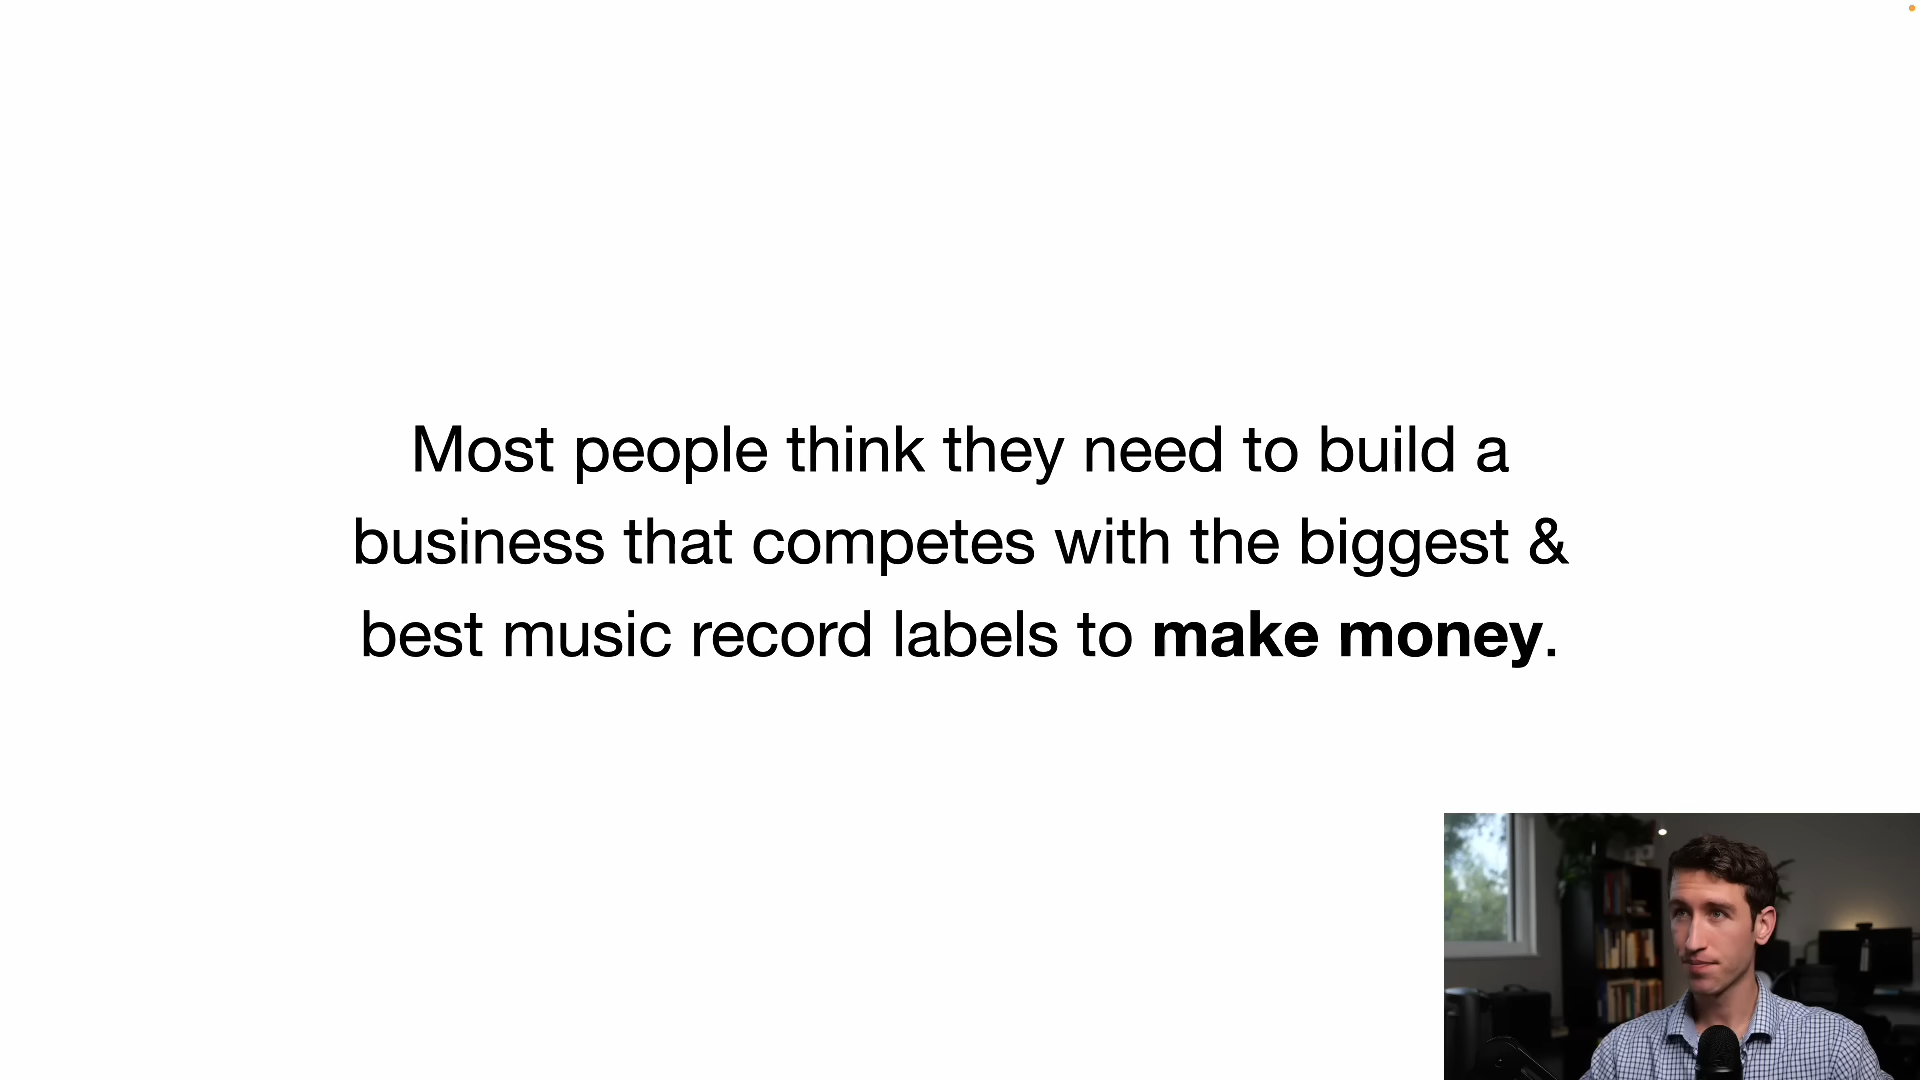 Most people think they need to build a
business that competes with the biggest &
best music record labels to make money.